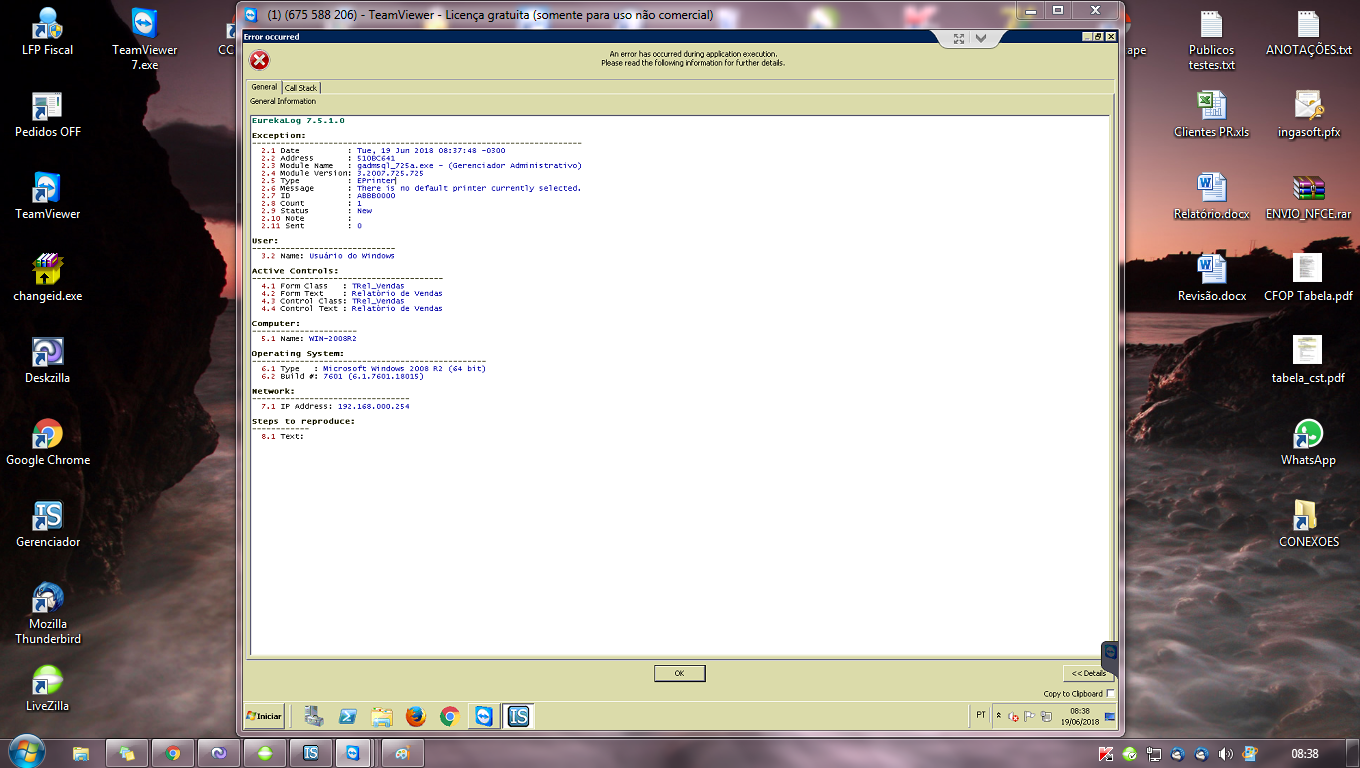 LFP Fiscal
TeamViewer
7.exe
CC
Pedidos OFF
TeamViewer
changeid.exe
Deskzilla
Google Chrome
Gerenciador
Mozilla
Thunderbird
LiveZilla
(1) (675 588 206) - TeamViewer - Licença gratuita (somente para uso não comercial)
Error occurred
An error has occurred during application execution.
Please read the following information for further details.
General
Call Stack
General Information
EurekaLog 7.5.1.0
Exception:
------------------------------------------------------------------
2.1 Date : Tue, 19 Jun 2018 08:37:48 -0300
2.2 Address : 510BC641
2.3 Module Name : gadmsql_725a.exe - (Gerenciador Administrativo)
2.4 Module Version: 3.2007.725.725
2.5 Type : EPrinter
2.6 Message : There is no default printer currently selected.
2.7 ID : ABBB0000
2.8 Count : 1
2.9 Status : New
2.10 Note :
2.11 Sent : 0
User:
------------------------------
3.2 Name: Usuário do Windows
Active Controls:
----------------------------------------
4.1 Form Class : TRel_Vendas
4.2 Form Text : Relatório de Vendas
4.3 Control Class: TRel_Vendas
4.4 Control Text : Relatório de Vendas
Computer:
----------------------
5.1 Name: WIN-2008R2
Operating System:
-------------------------------------------------
6.1 Type : Microsoft Windows 2008 R2 (64 bit)
6.2 Build #: 7601 (6.1.7601.18015)
Network:
---------------------------------
7.1 IP Address: 192.168.000.254
Steps to reproduce:
------------
8.1 Text:
OK
<< Details
Copy to Clipboard
Iniciar
IS
PT
08:38
19/06/2018
ape
Publicos
testes.txt
ANOTAÇÕES.txt
Clientes PR.xls
ingasoft.pfx
Relatório.docx
ENVIO_NFCE.rar
Revisão.docx
CFOP Tabela.pdf
tabela_cst.pdf
WhatsApp
CONEXOES
IS
08:38